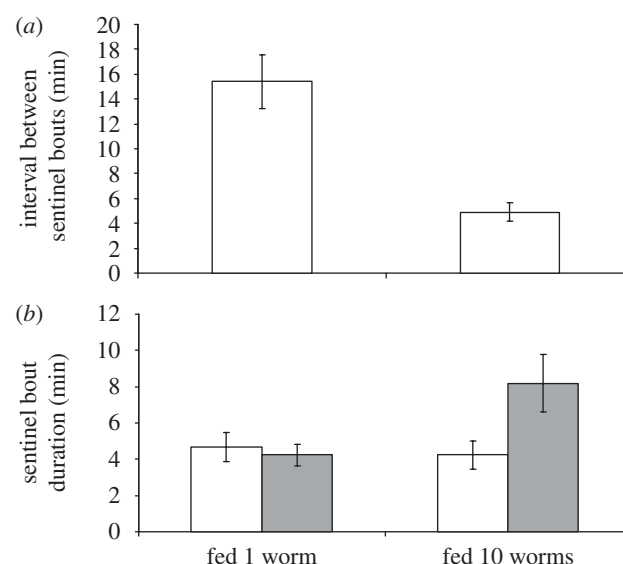 (a)
interval between
sentinel bouts (min)
20
18
16
14
12
10
8
6
4
2
0
(b)
sentinel bout
duration (min)
12
10
8
6
4
2
0
fed 1 worm
fed 10 worms